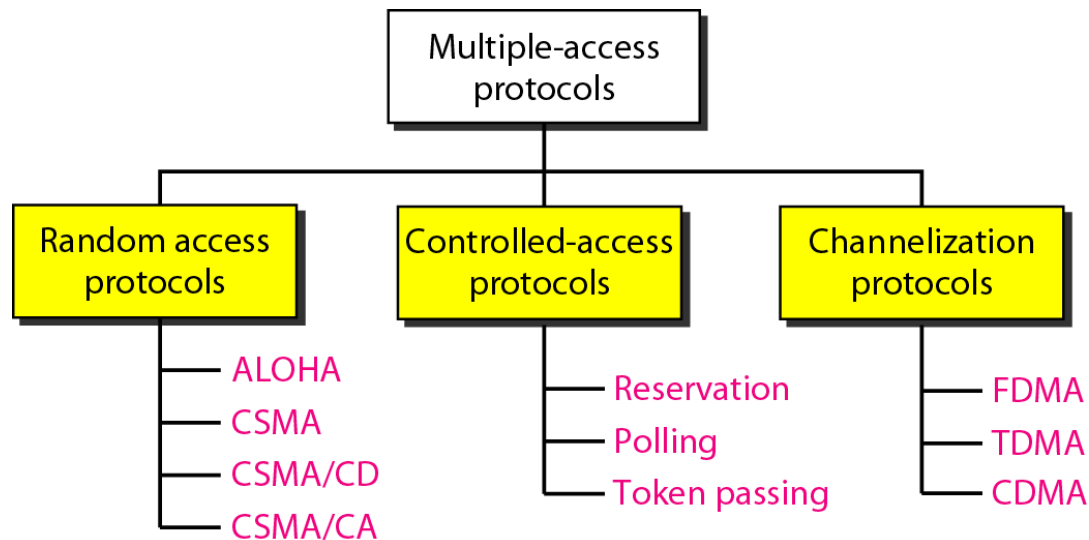 Multiple-access
protocols
Random access
protocols
Controlled-access
protocols
Channelization
protocols
ALOHA
CSMA
CSMA/CD
CSMA/CA
Reservation
Polling
Token passing
FDMA
TDMA
CDMA